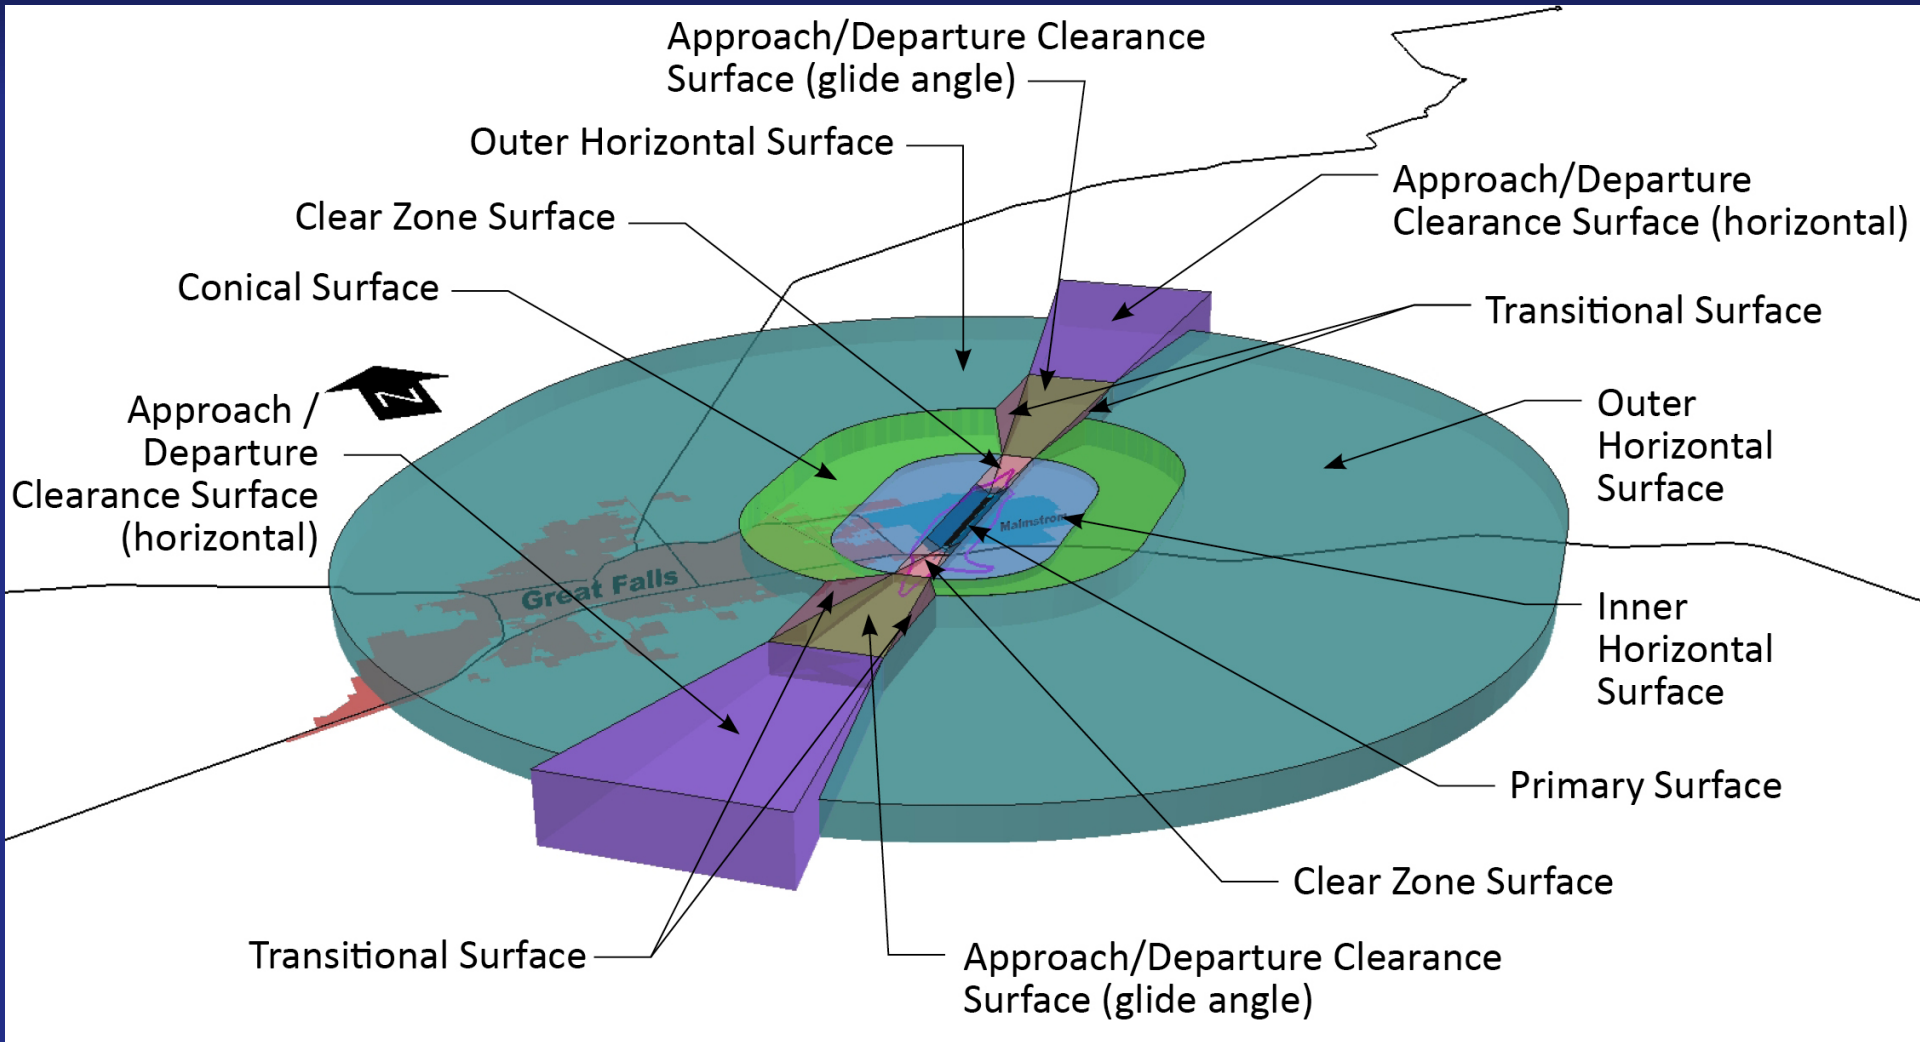 Approach/Departure Clearance
Surface (glide angle)
Outer Horizontal Surface
Approach/Departure
Clearance Surface (horizontal)
Clear Zone Surface
Conical Surface
Transitional Surface
N
Approach /
Departure
Clearance Surface
(horizontal)
Outer
Horizontal
Surface
Malmstrom
Great Falls
Inner
Horizontal
Surface
Primary Surface
Clear Zone Surface
Transitional Surface
Approach/Departure Clearance
Surface (glide angle)